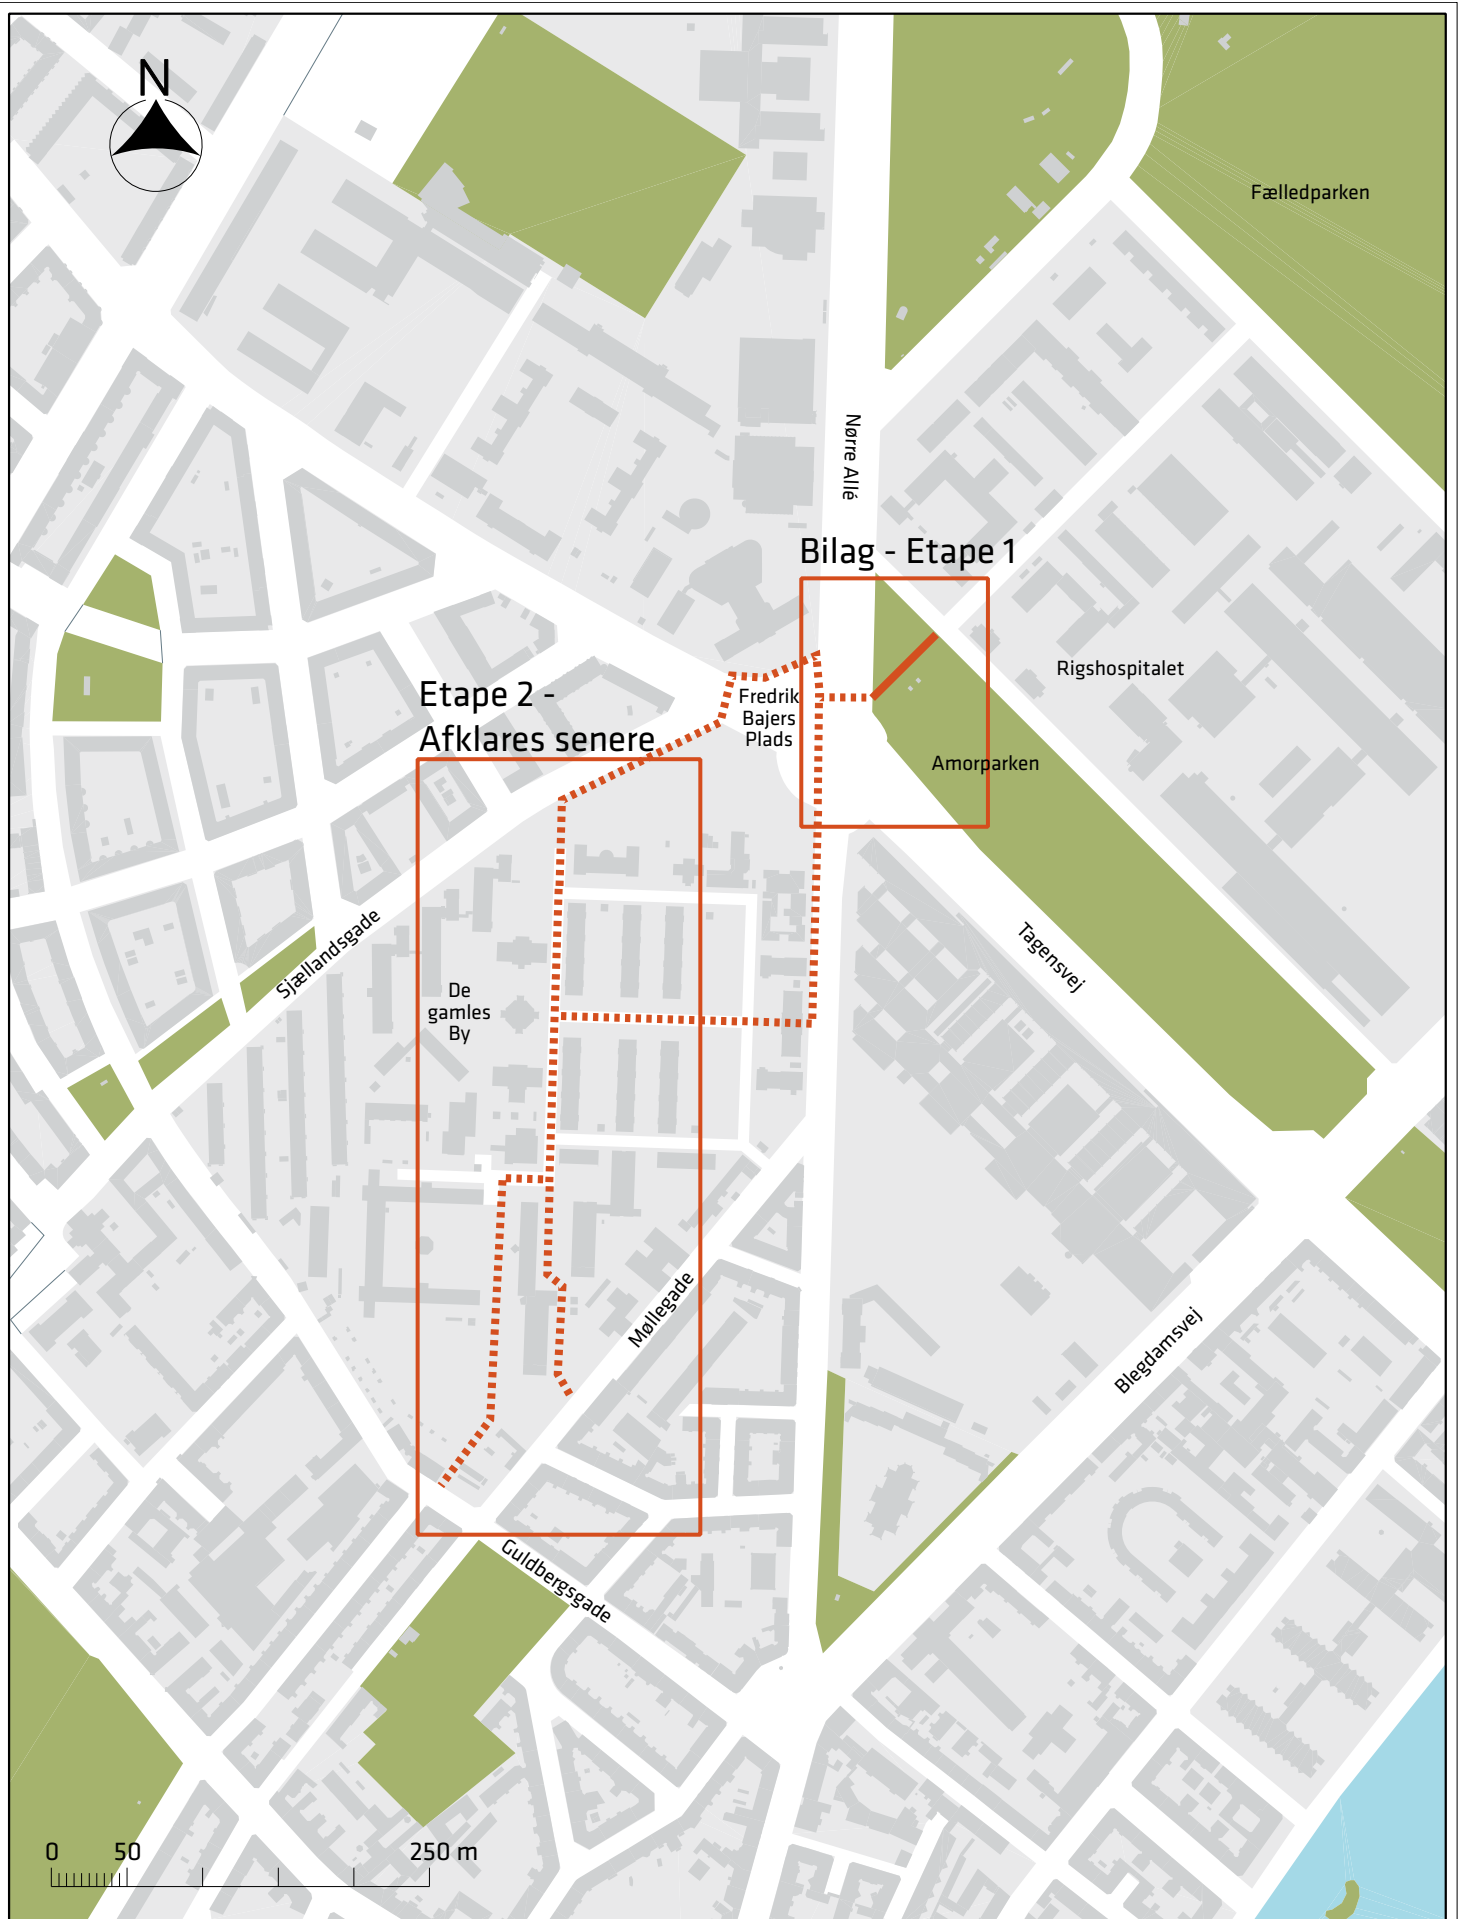 N
Fælledparken
Nørre Allé
Bilag - Etape 1
Rigshospitalet
Etape 2 -
Afklares senere
Fredrik
Bajers
Plads
Amorparken
Sjællandsgade
Tagensvej
De
gamles
By
Møllegade
Blegdamsvej
Guldbergsgade
0 50 250 m